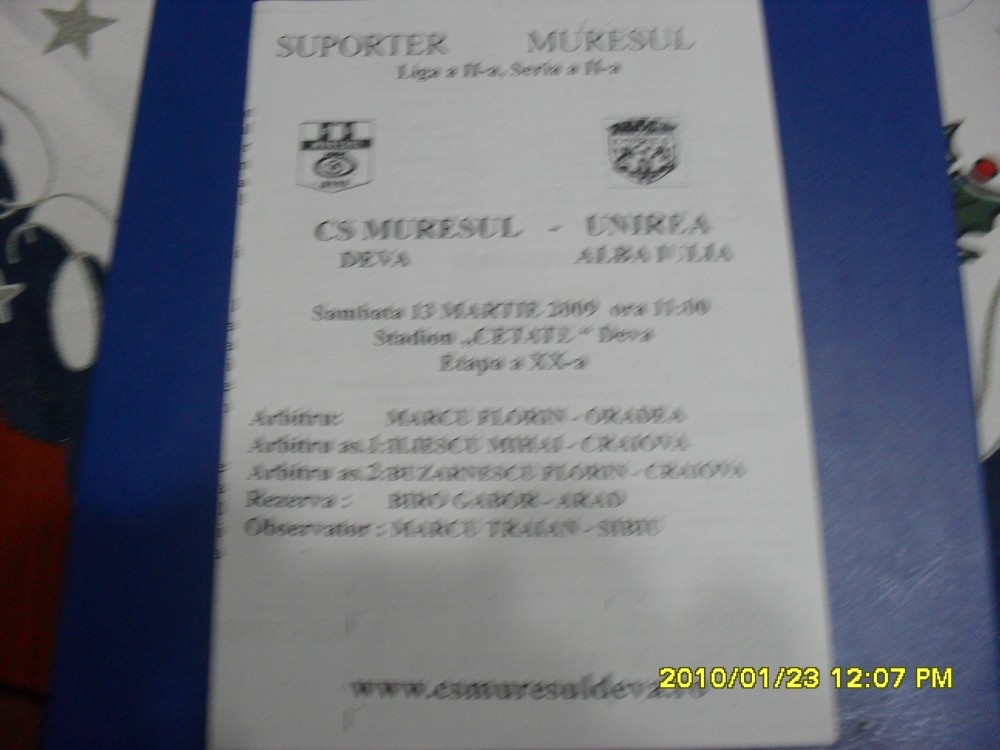 SUPORTER MURESUL
Liga a II-a, Seria a II-a
CS MURESUL - UNIREA
DEVA ALBA IULIA
Sambata 13 MARTIE 2009 ora 11:00
Stadion „CETATE“ Deva
Etapa a XX-a
Arbitru: MARCU FLORIN - ORADEA
Arbitru as.1:ILIESCU MIHAI - CRAIOVA
Arbitru as.2:BUZARNESCU FLORIN - CRAIOVA
Rezerva : BIRO GABOR - ARAD
Observator : MARCU TRAIAN - SIBIU
www.csmuresuldeva.ro
2010/01/23 12:07 PM